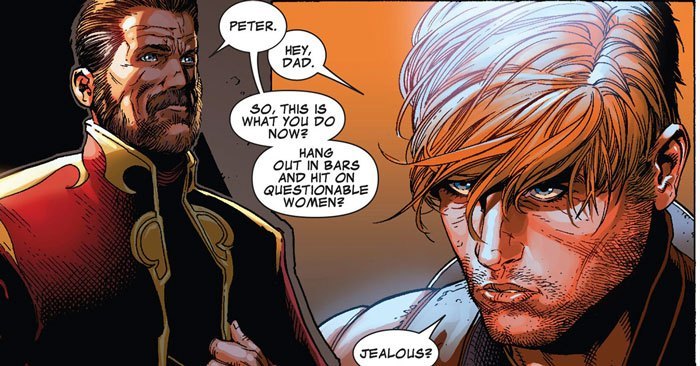 PETER.
HEY,
DAD.
SO, THIS IS
WHAT YOU DO
NOW?
HANG
OUT IN BARS
AND HIT ON
QUESTIONABLE
WOMEN?
JEALOUS?